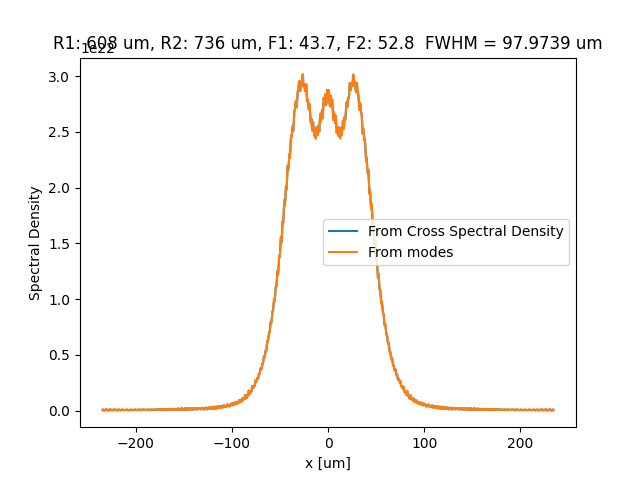 R1: 608 um, R2: 736 um, F1: 43.7, F2: 52.8  FWHM = 97.9739 um
1e22
3.0
2.5
2.0
1.5
1.0
0.5
0.0
Spectral Density
From Cross Spectral Density
From modes
−200 −100 0 100 200
x [um]